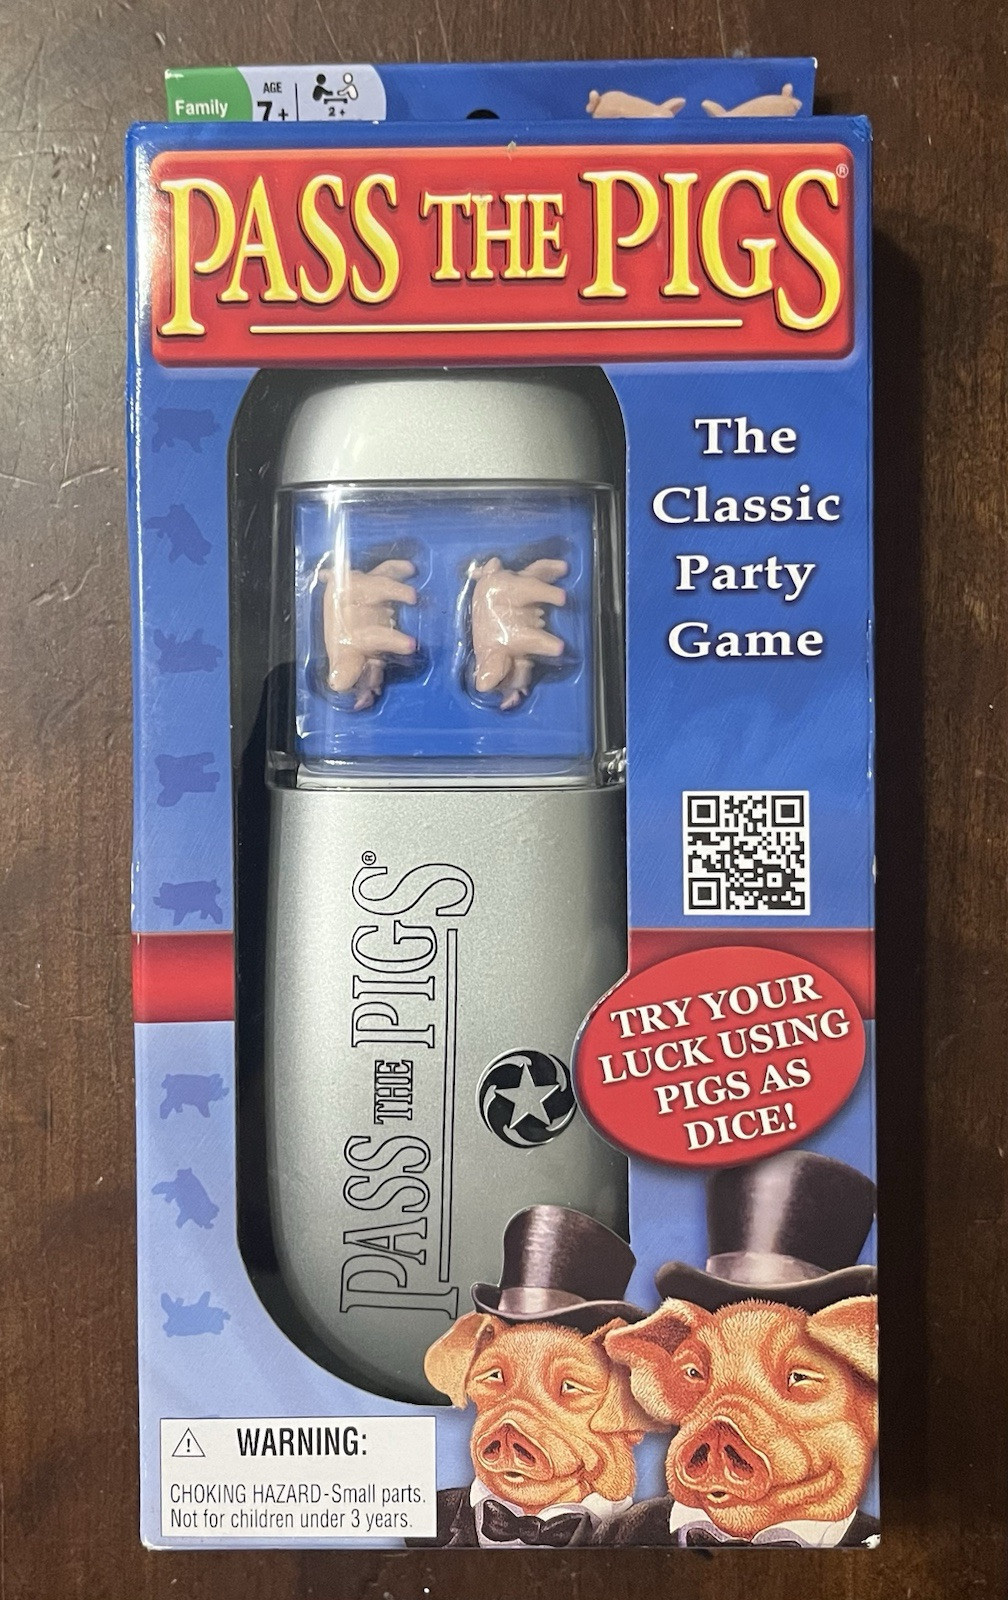 Family
AGE
7+
2+
PASS THE PIGS®
The
Classic
Party
Game
PASS THE PIGS®
TRY YOUR
LUCK USING
PIGS AS
DICE!
WARNING:
CHOKING HAZARD-Small parts.
Not for children under 3 years.